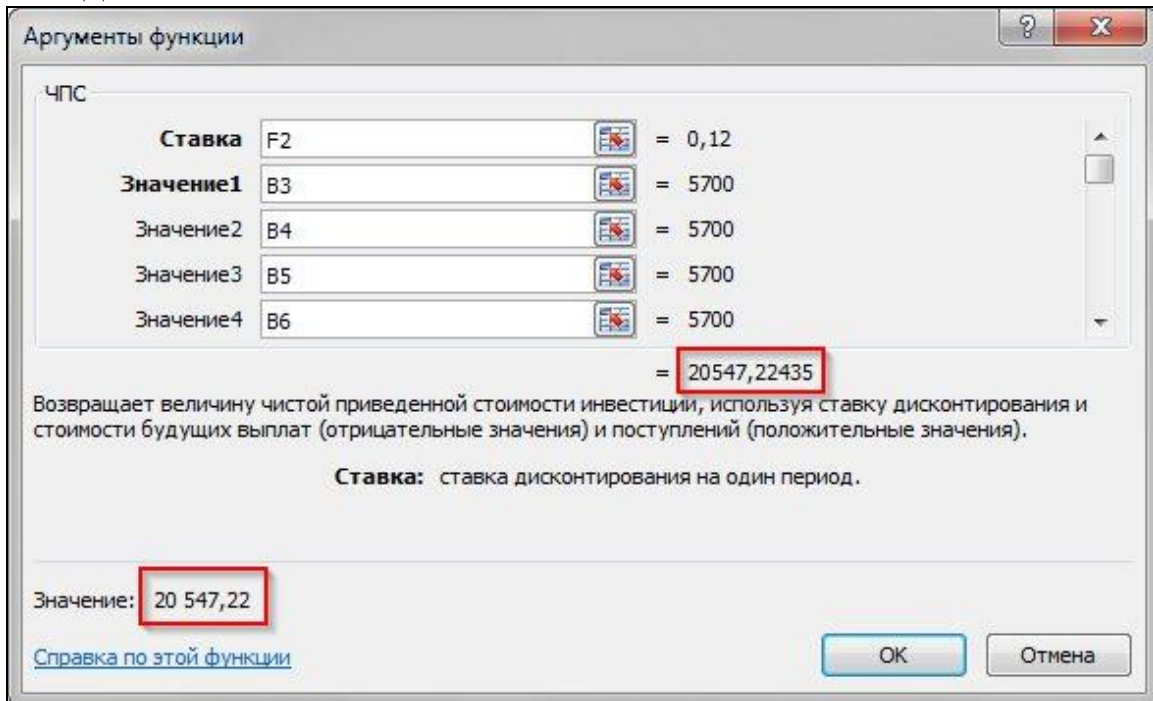 Аргументы функции
ЧПС
Ставка F2 = 0,12
Значение1 B3 = 5700
Значение2 B4 = 5700
Значение3 B5 = 5700
Значение4 B6 = 5700
= 20547,22435
Возвращает величину чистой приведенной стоимости инвестиции, используя ставку дисконтирования и
стоимости будущих выплат (отрицательные значения) и поступлений (положительные значения).
Ставка: ставка дисконтирования на один период.
Значение: 20 547,22
Справка по этой функции
ОК Отмена